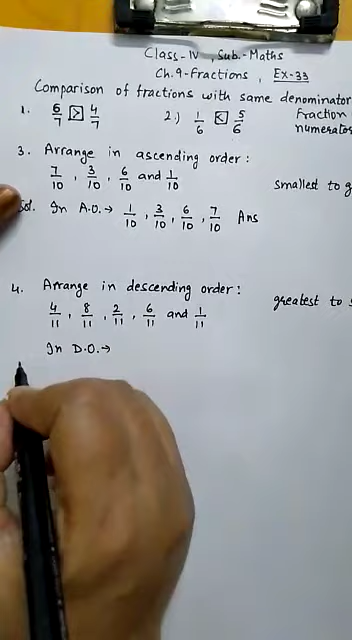 Class-IV, Sub.- Maths
Ch.9-Fractions, Ex-33
Comparison of fractions with same denominator
1. 6/7 > 4/7 2.) 1/6 < 5/6 Fraction
numerator
3. Arrange in ascending order:
7/10, 3/10, 6/10 and 1/10 smallest to g
Sol. In A.O.→ 1/10, 3/10, 6/10, 7/10 Ans
4. Arrange in descending order: greatest to
4/11, 8/11, 2/11, 6/11 and 1/11
In D.O.→